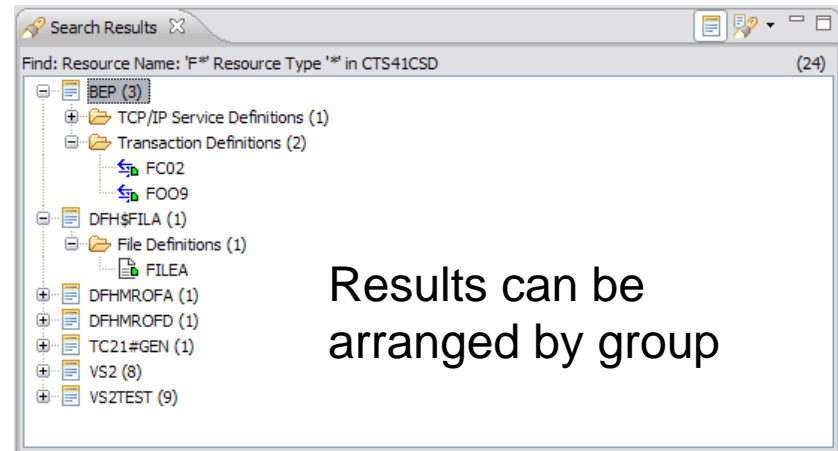 Search Results
Find: Resource Name: 'F*' Resource Type '*' in CTS41CSD (24)
BEP (3)
TCP/IP Service Definitions (1)
Transaction Definitions (2)
FC02
FOO9
DFH$FILA (1)
File Definitions (1)
FILEA
DFHMROFA (1)
DFHMROFD (1)
TC21#GEN (1)
VS2 (8)
VS2TEST (9)
Results can be
arranged by group